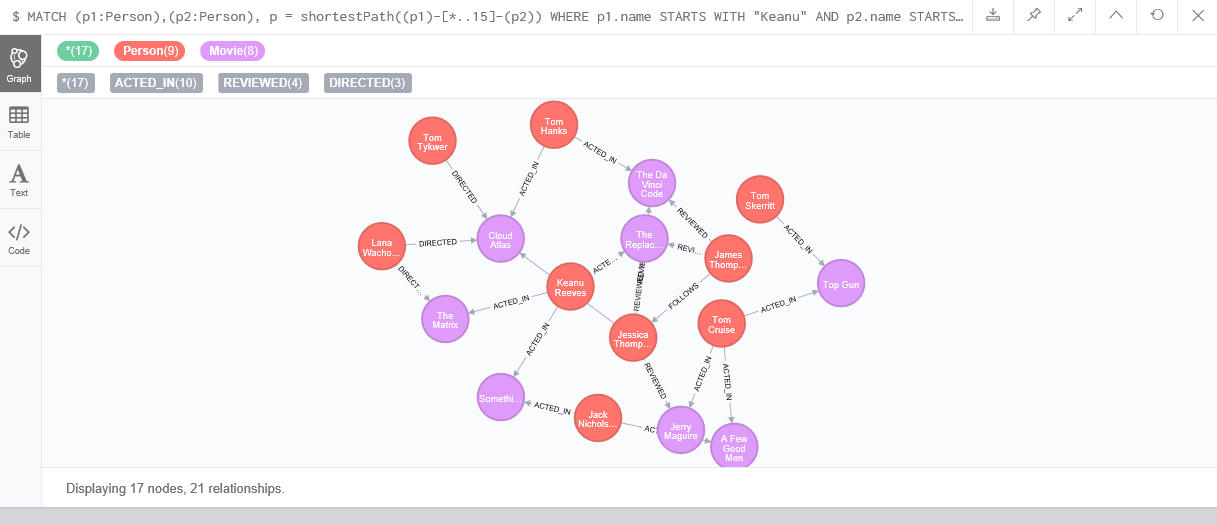 $ MATCH (p1:Person),(p2:Person), p = shortestPath((p1)-[*..15]-(p2)) WHERE p1.name STARTS WITH "Keanu" AND p2.name STARTS…
*(17) Person(9) Movie(8)
*(17) ACTED_IN(10) REVIEWED(4) DIRECTED(3)
Graph
Table
Text
Code
Tom
Tykwer
Tom
Hanks
ACTED_IN
DIRECTED
ACTED_IN
The Da
Vinci
Code
Tom
Skerritt
REVIEWED
ACTED_IN
Lana
Wacho...
DIRECTED
Cloud
Atlas
The
Replac...
REVI...
James
Thomp...
ACTE...
DIRECT...
Keanu
Reeves
REVIEWED
FOLLOWS
Top Gun
ACTED_IN
ACTED_IN
The
Matrix
Tom
Cruise
Jessica
Thomp...
ACTED_IN
REVIEWED
ACTED_IN
ACTED_IN
Somethi...
ACTED_IN
Jack
Nichols...
AC
Jerry
Maguire
A Few
Good
Men
Displaying 17 nodes, 21 relationships.